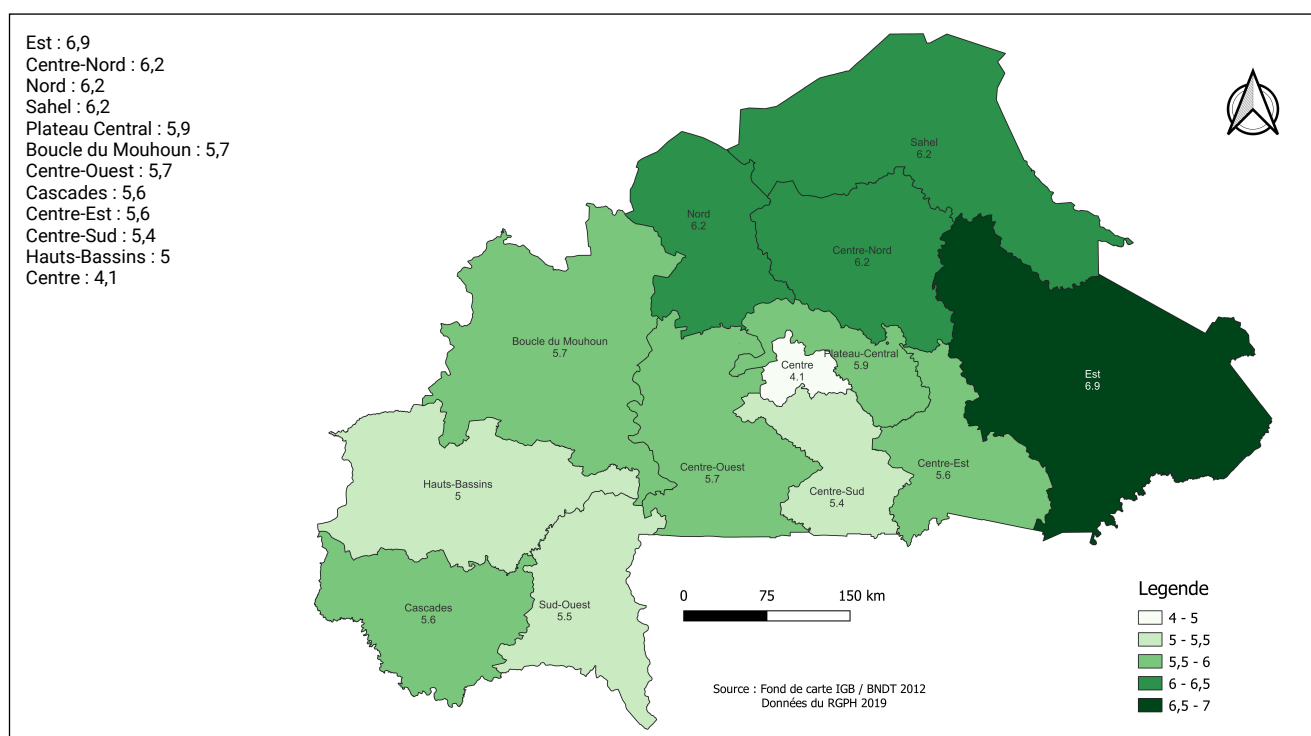 Est : 6,9
Centre-Nord : 6,2
Nord : 6,2
Sahel : 6,2
Plateau Central : 5,9
Boucle du Mouhoun : 5,7
Centre-Ouest : 5,7
Cascades : 5,6
Centre-Est : 5,6
Centre-Sud : 5,4
Hauts-Bassins : 5
Centre : 4,1
Sahel
6.2
Nord
6.2
Centre-Nord
6.2
Boucle du Mouhoun
5.7
Plateau-Central
5.9
Centre
4.1
Est
6.9
Centre-Ouest
5.7
Centre-Est
5.6
Hauts-Bassins
5
Centre-Sud
5.4
Cascades
5.6
Sud-Ouest
5.5
0 75 150 km
Legende
4 - 5
5 - 5,5
5,5 - 6
6 - 6,5
6,5 - 7
Source : Fond de carte IGB / BNDT 2012
Données du RGPH 2019